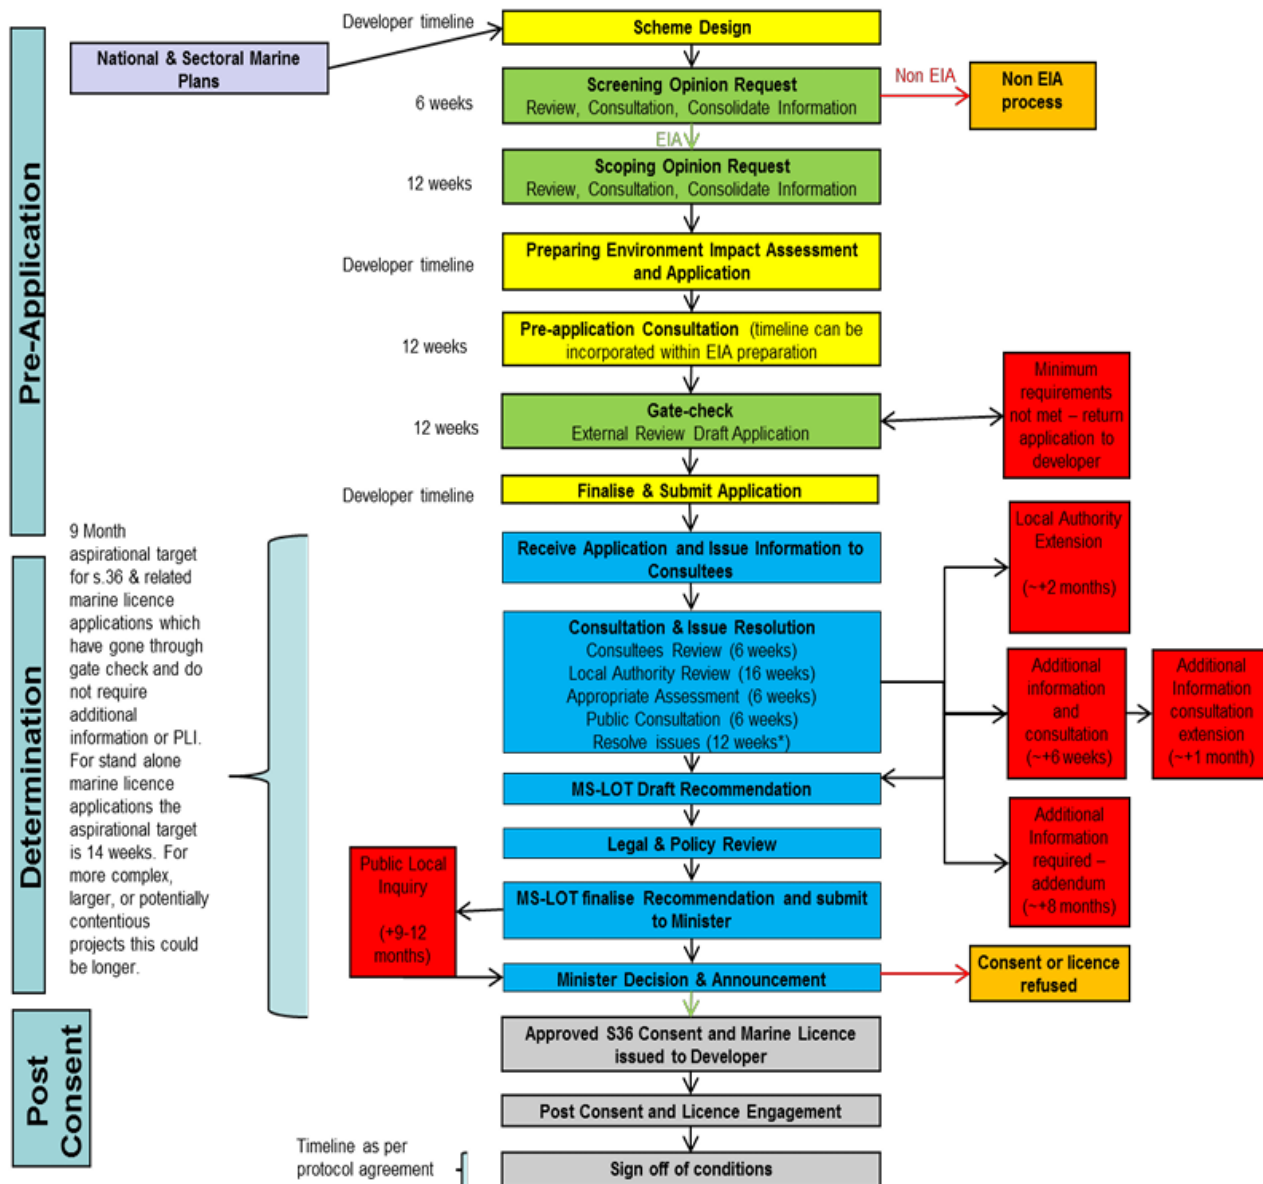 Pre-Application
Determination
Post
Consent
National & Sectoral Marine
Plans
Developer timeline
Scheme Design
6 weeks
Screening Opinion Request
Review, Consultation, Consolidate Information
Non EIA
Non EIA
process
EIA
12 weeks
Scoping Opinion Request
Review, Consultation, Consolidate Information
Developer timeline
Preparing Environment Impact Assessment
and Application
12 weeks
Pre-application Consultation (timeline can be
incorporated within EIA preparation
12 weeks
Gate-check
External Review Draft Application
Minimum
requirements
not met – return
application to
developer
Developer timeline
Finalise & Submit Application
9 Month
aspirational target
for s.36 & related
marine licence
applications which
have gone through
gate check and do
not require
additional
information or PLI.
For stand alone
marine licence
applications the
aspirational target
is 14 weeks. For
more complex,
larger, or potentially
contentious
projects this could
be longer.
Receive Application and Issue Information to
Consultees
Local Authority
Extension
(~+2 months)
Consultation & Issue Resolution
Consultees Review (6 weeks)
Local Authority Review (16 weeks)
Appropriate Assessment (6 weeks)
Public Consultation (6 weeks)
Resolve issues (12 weeks*)
Additional
information
and
consultation
(~+6 weeks)
Additional
Information
consultation
extension
(~+1 month)
MS-LOT Draft Recommendation
Additional
Information
required –
addendum
(~+8 months)
Legal & Policy Review
Public Local
Inquiry
(+9-12
months)
MS-LOT finalise Recommendation and submit
to Minister
Minister Decision & Announcement
Consent or licence
refused
Approved S36 Consent and Marine Licence
issued to Developer
Post Consent and Licence Engagement
Timeline as per
protocol agreement
Sign off of conditions